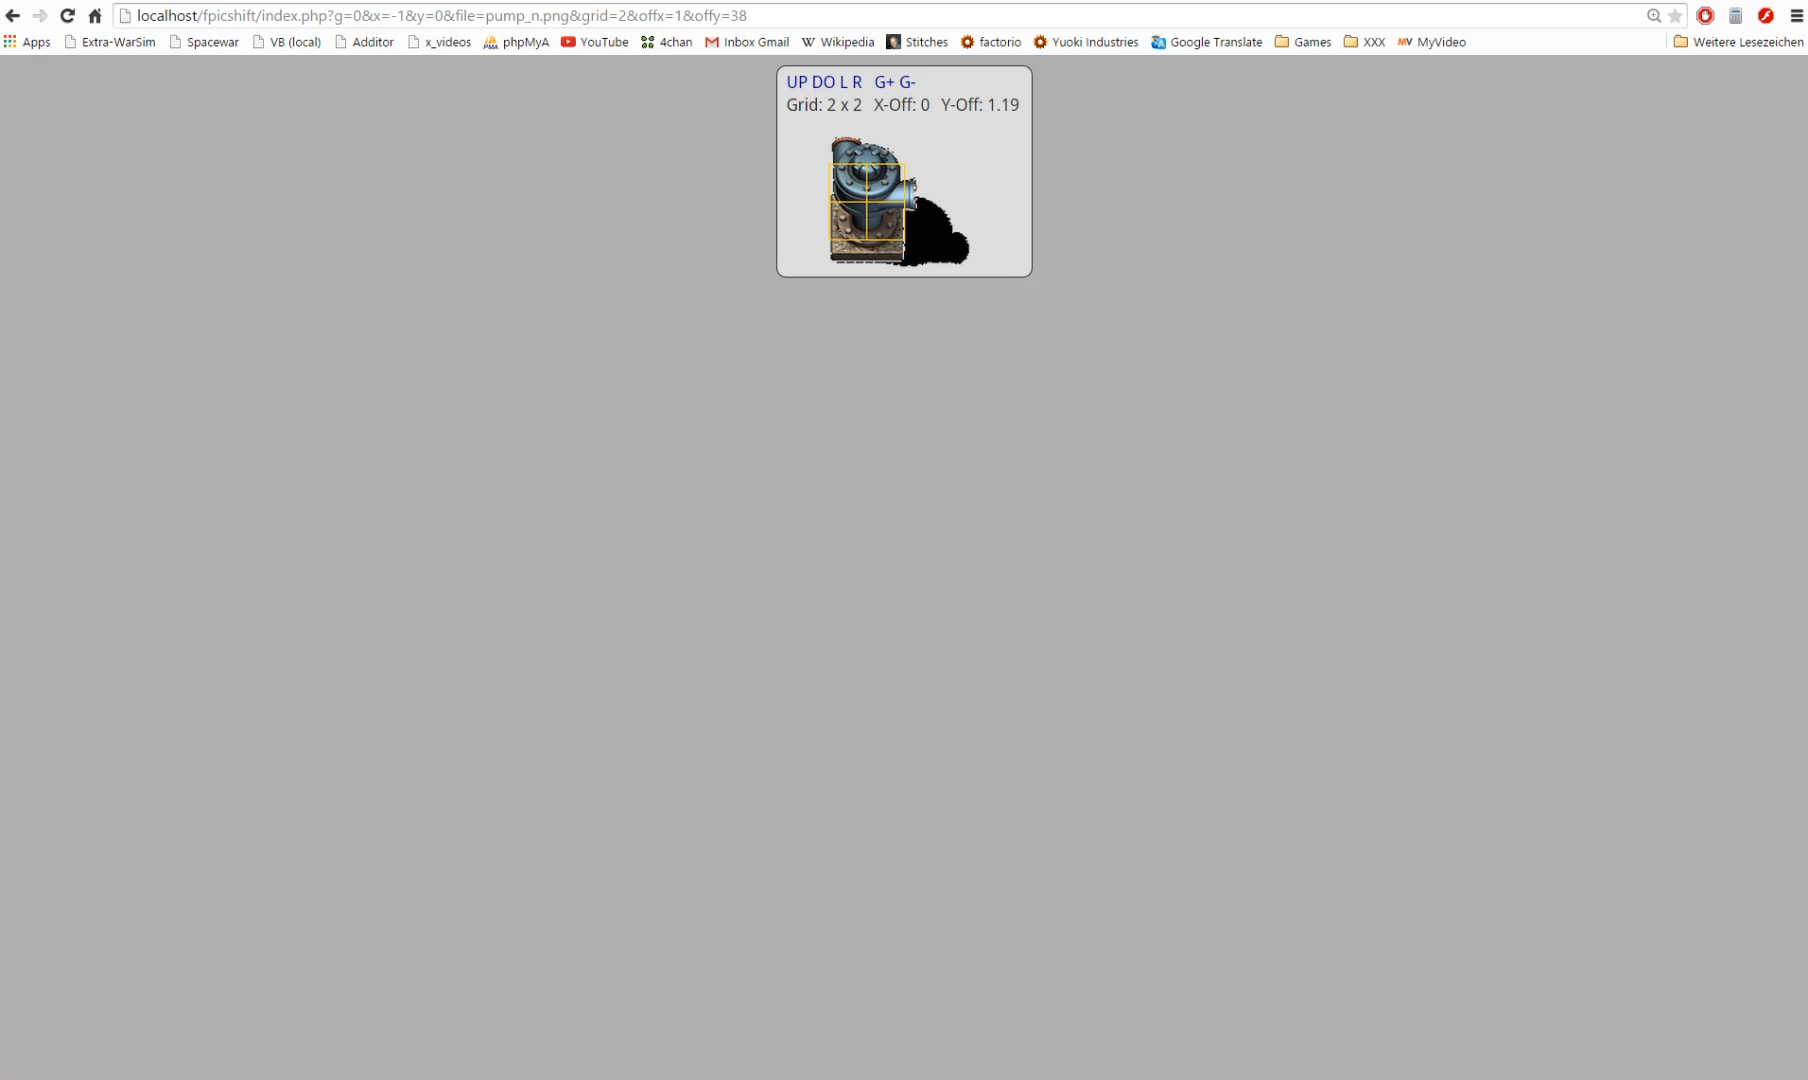 localhost/fpicshift/index.php?g=0&x=-1&y=0&file=pump_n.png&grid=2&offx=1&offy=38
Apps Extra-WarSim Spacewar VB (local) Additor x_videos phpMyA YouTube 4chan Inbox Gmail W Wikipedia Stitches factorio Yuoki Industries Google Translate Games XXX MV MyVideo Weitere Lesezeichen
UP DO L R G+ G-
Grid: 2 x 2 X-Off: 0 Y-Off: 1.19